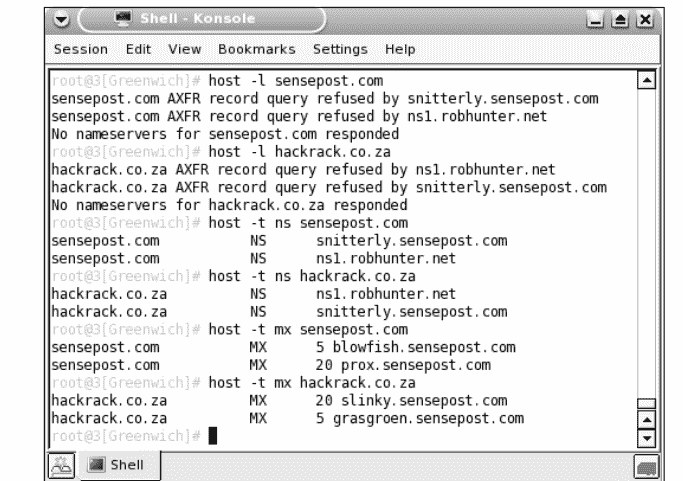 Shell - Konsole
Session Edit View Bookmarks Settings Help
root@3[Greenwich]# host -l sensepost.com
sensepost.com AXFR record query refused by snitterly.sensepost.com
sensepost.com AXFR record query refused by ns1.robhunter.net
No nameservers for sensepost.com responded
root@3[Greenwich]# host -l hackrack.co.za
hackrack.co.za AXFR record query refused by ns1.robhunter.net
hackrack.co.za AXFR record query refused by snitterly.sensepost.com
No nameservers for hackrack.co.za responded
root@3[Greenwich]# host -t ns sensepost.com
sensepost.com NS snitterly.sensepost.com
sensepost.com NS ns1.robhunter.net
root@3[Greenwich]# host -t ns hackrack.co.za
hackrack.co.za NS ns1.robhunter.net
hackrack.co.za NS snitterly.sensepost.com
root@3[Greenwich]# host -t mx sensepost.com
sensepost.com MX 5 blowfish.sensepost.com
sensepost.com MX 20 prox.sensepost.com
root@3[Greenwich]# host -t mx hackrack.co.za
hackrack.co.za MX 20 slinky.sensepost.com
hackrack.co.za MX 5 grasgroen.sensepost.com
root@3[Greenwich]#
Shell